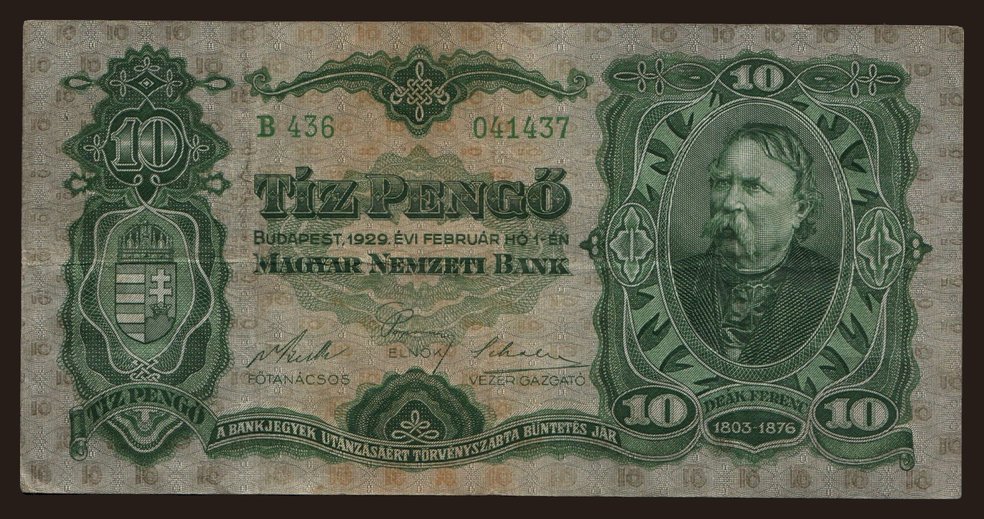 10
10
B 436 041437
TÍZ PENGŐ
BUDAPEST, 1929. ÉVI FEBRUÁR HÓ 1-ÉN
MAGYAR NEMZETI BANK
ELNÖK
FŐTANÁCSOS
VEZÉRIGAZGATÓ
TÍZ PENGŐ
A BANKJEGYEK UTÁNZÁSÁÉRT TÖRVÉNYSZABTA BÜNTETÉS JÁR
10
DEÁK FERENC
1803-1876
10